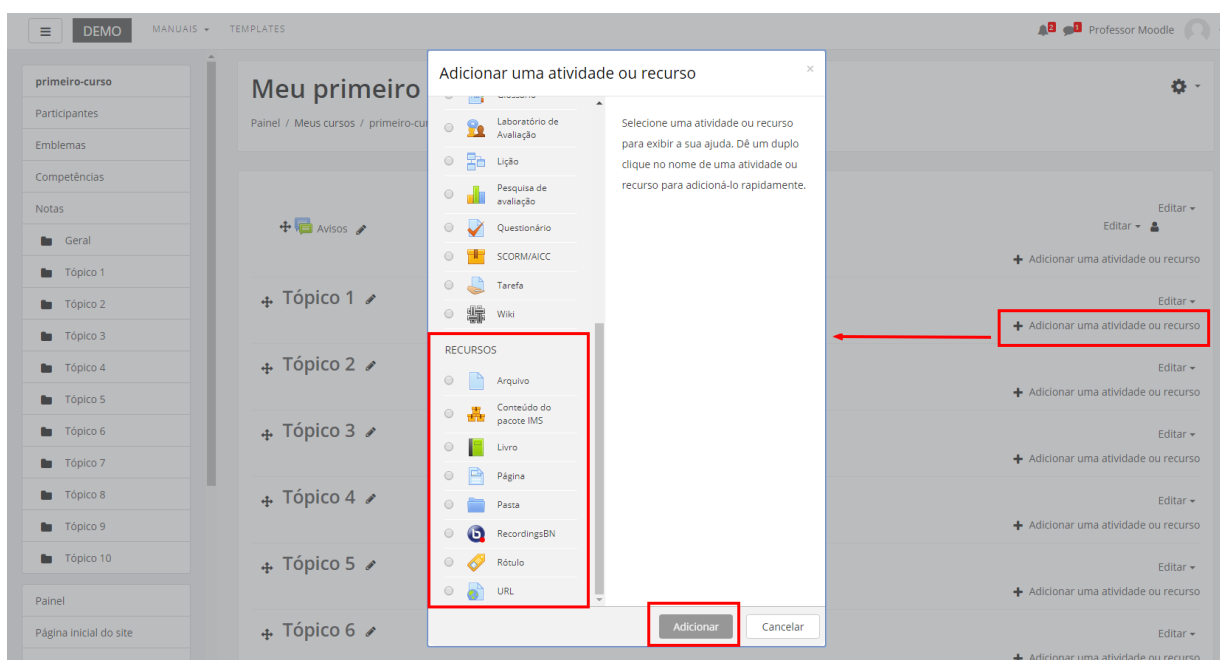 DEMO MANUAIS TEMPLATES 2 1 Professor Moodle
primeiro-curso
Participantes
Emblemas
Competências
Notas
Geral
Tópico 1
Tópico 2
Tópico 3
Tópico 4
Tópico 5
Tópico 6
Tópico 7
Tópico 8
Tópico 9
Tópico 10
Painel
Página inicial do site
Meu primeiro
Painel / Meus cursos / primeiro-cur
Editar
Avisos
Editar
Adicionar uma atividade ou recurso
Tópico 1
Editar
Adicionar uma atividade ou recurso
Tópico 2
Editar
Adicionar uma atividade ou recurso
Tópico 3
Editar
Adicionar uma atividade ou recurso
Tópico 4
Editar
Adicionar uma atividade ou recurso
Tópico 5
Editar
Adicionar uma atividade ou recurso
Tópico 6
Editar
Adicionar uma atividade ou recurso
Adicionar uma atividade ou recurso ×
Laboratório de
Avaliação
Lição
Pesquisa de
avaliação
Questionário
SCORM/AICC
Tarefa
Wiki
RECURSOS
Arquivo
Conteúdo do
pacote IMS
Livro
Página
Pasta
RecordingsBN
Rótulo
URL
Selecione uma atividade ou recurso
para exibir a sua ajuda. Dê um duplo
clique no nome de uma atividade ou
recurso para adicioná-lo rapidamente.
Adicionar
Cancelar